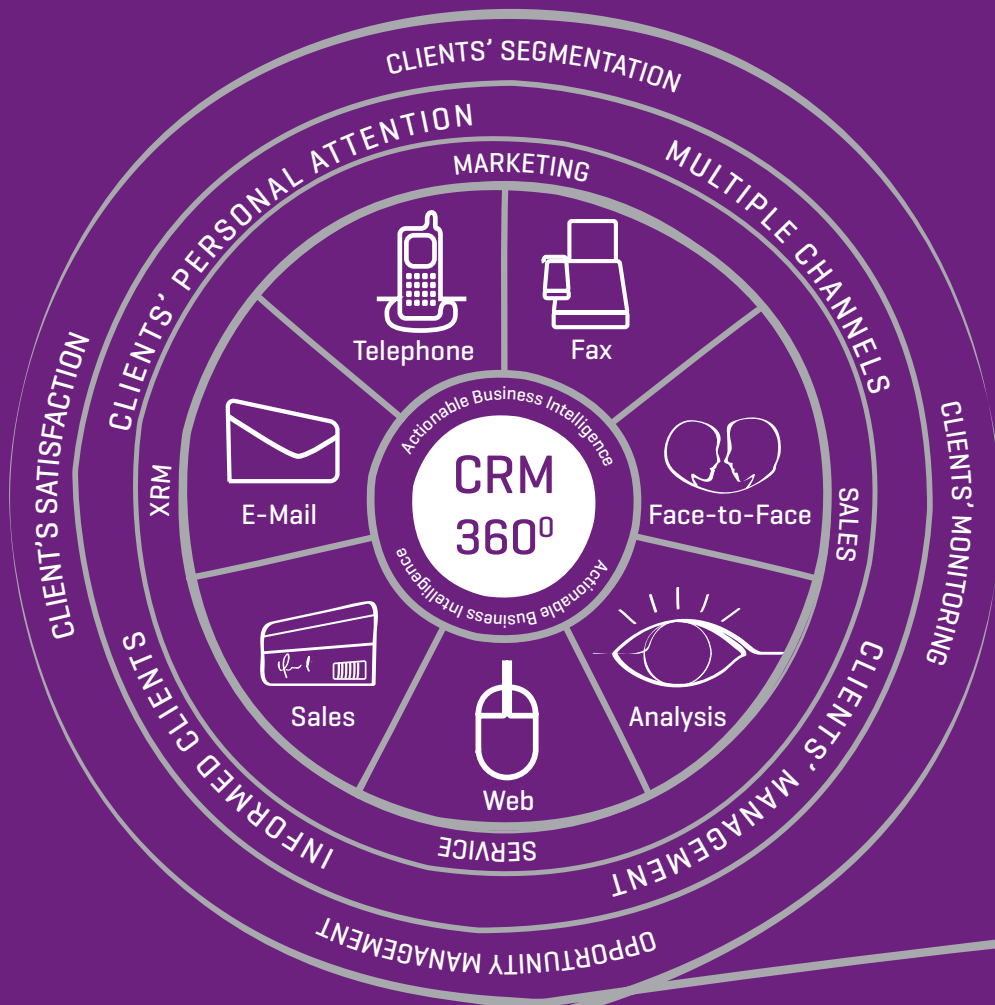 CLIENTS' SEGMENTATION
CLIENTS' PERSONAL ATTENTION
MULTIPLE CHANNELS
MARKETING
Telephone
Fax
CLIENT'S SATISFACTION
XRM
E-Mail
Actionable Business Intelligence
CRM
360⁰
Actionable Business Intelligence
Face-to-Face
SALES
CLIENTS' MONITORING
INFORMED CLIENTS
Sales
Web
Analysis
CLIENTS' MANAGEMENT
SERVICE
OPPORTUNITY MANAGEMENT